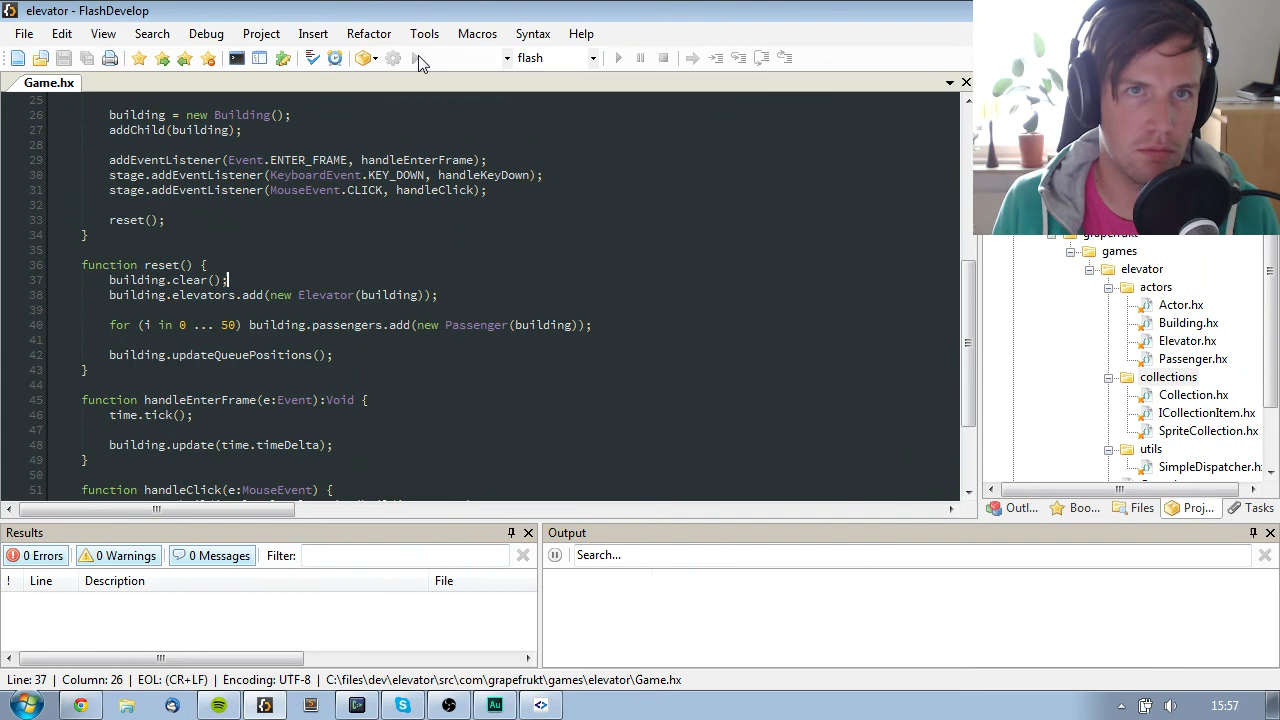 elevator - FlashDevelop
File Edit View Search Debug Project Insert Refactor Tools Macros Syntax Help
flash
Game.hx
25
26 building = new Building();
27 addChild(building);
28
29 addEventListener(Event.ENTER_FRAME, handleEnterFrame);
30 stage.addEventListener(KeyboardEvent.KEY_DOWN, handleKeyDown);
31 stage.addEventListener(MouseEvent.CLICK, handleClick);
32
33 reset();
34 }
35
36 function reset() {
37 building.clear();
38 building.elevators.add(new Elevator(building));
39
40 for (i in 0 ... 50) building.passengers.add(new Passenger(building));
41
42 building.updateQueuePositions();
43 }
44
45 function handleEnterFrame(e:Event):Void {
46 time.tick();
47
48 building.update(time.timeDelta);
49 }
50
51 function handleClick(e:MouseEvent) {
games
elevator
actors
Actor.hx
Building.hx
Elevator.hx
Passenger.hx
collections
Collection.hx
ICollectionItem.hx
SpriteCollection.hx
utils
SimpleDispatcher.h
Outl... Boo... Files Proj... Tasks
Results
0 Errors 0 Warnings 0 Messages Filter:
! Line Description File
Output
Search...
Line: 37 Column: 26 EOL: (CR+LF) Encoding: UTF-8 C:\files\dev\elevator\src\com\grapefrukt\games\elevator\Game.hx
15:57